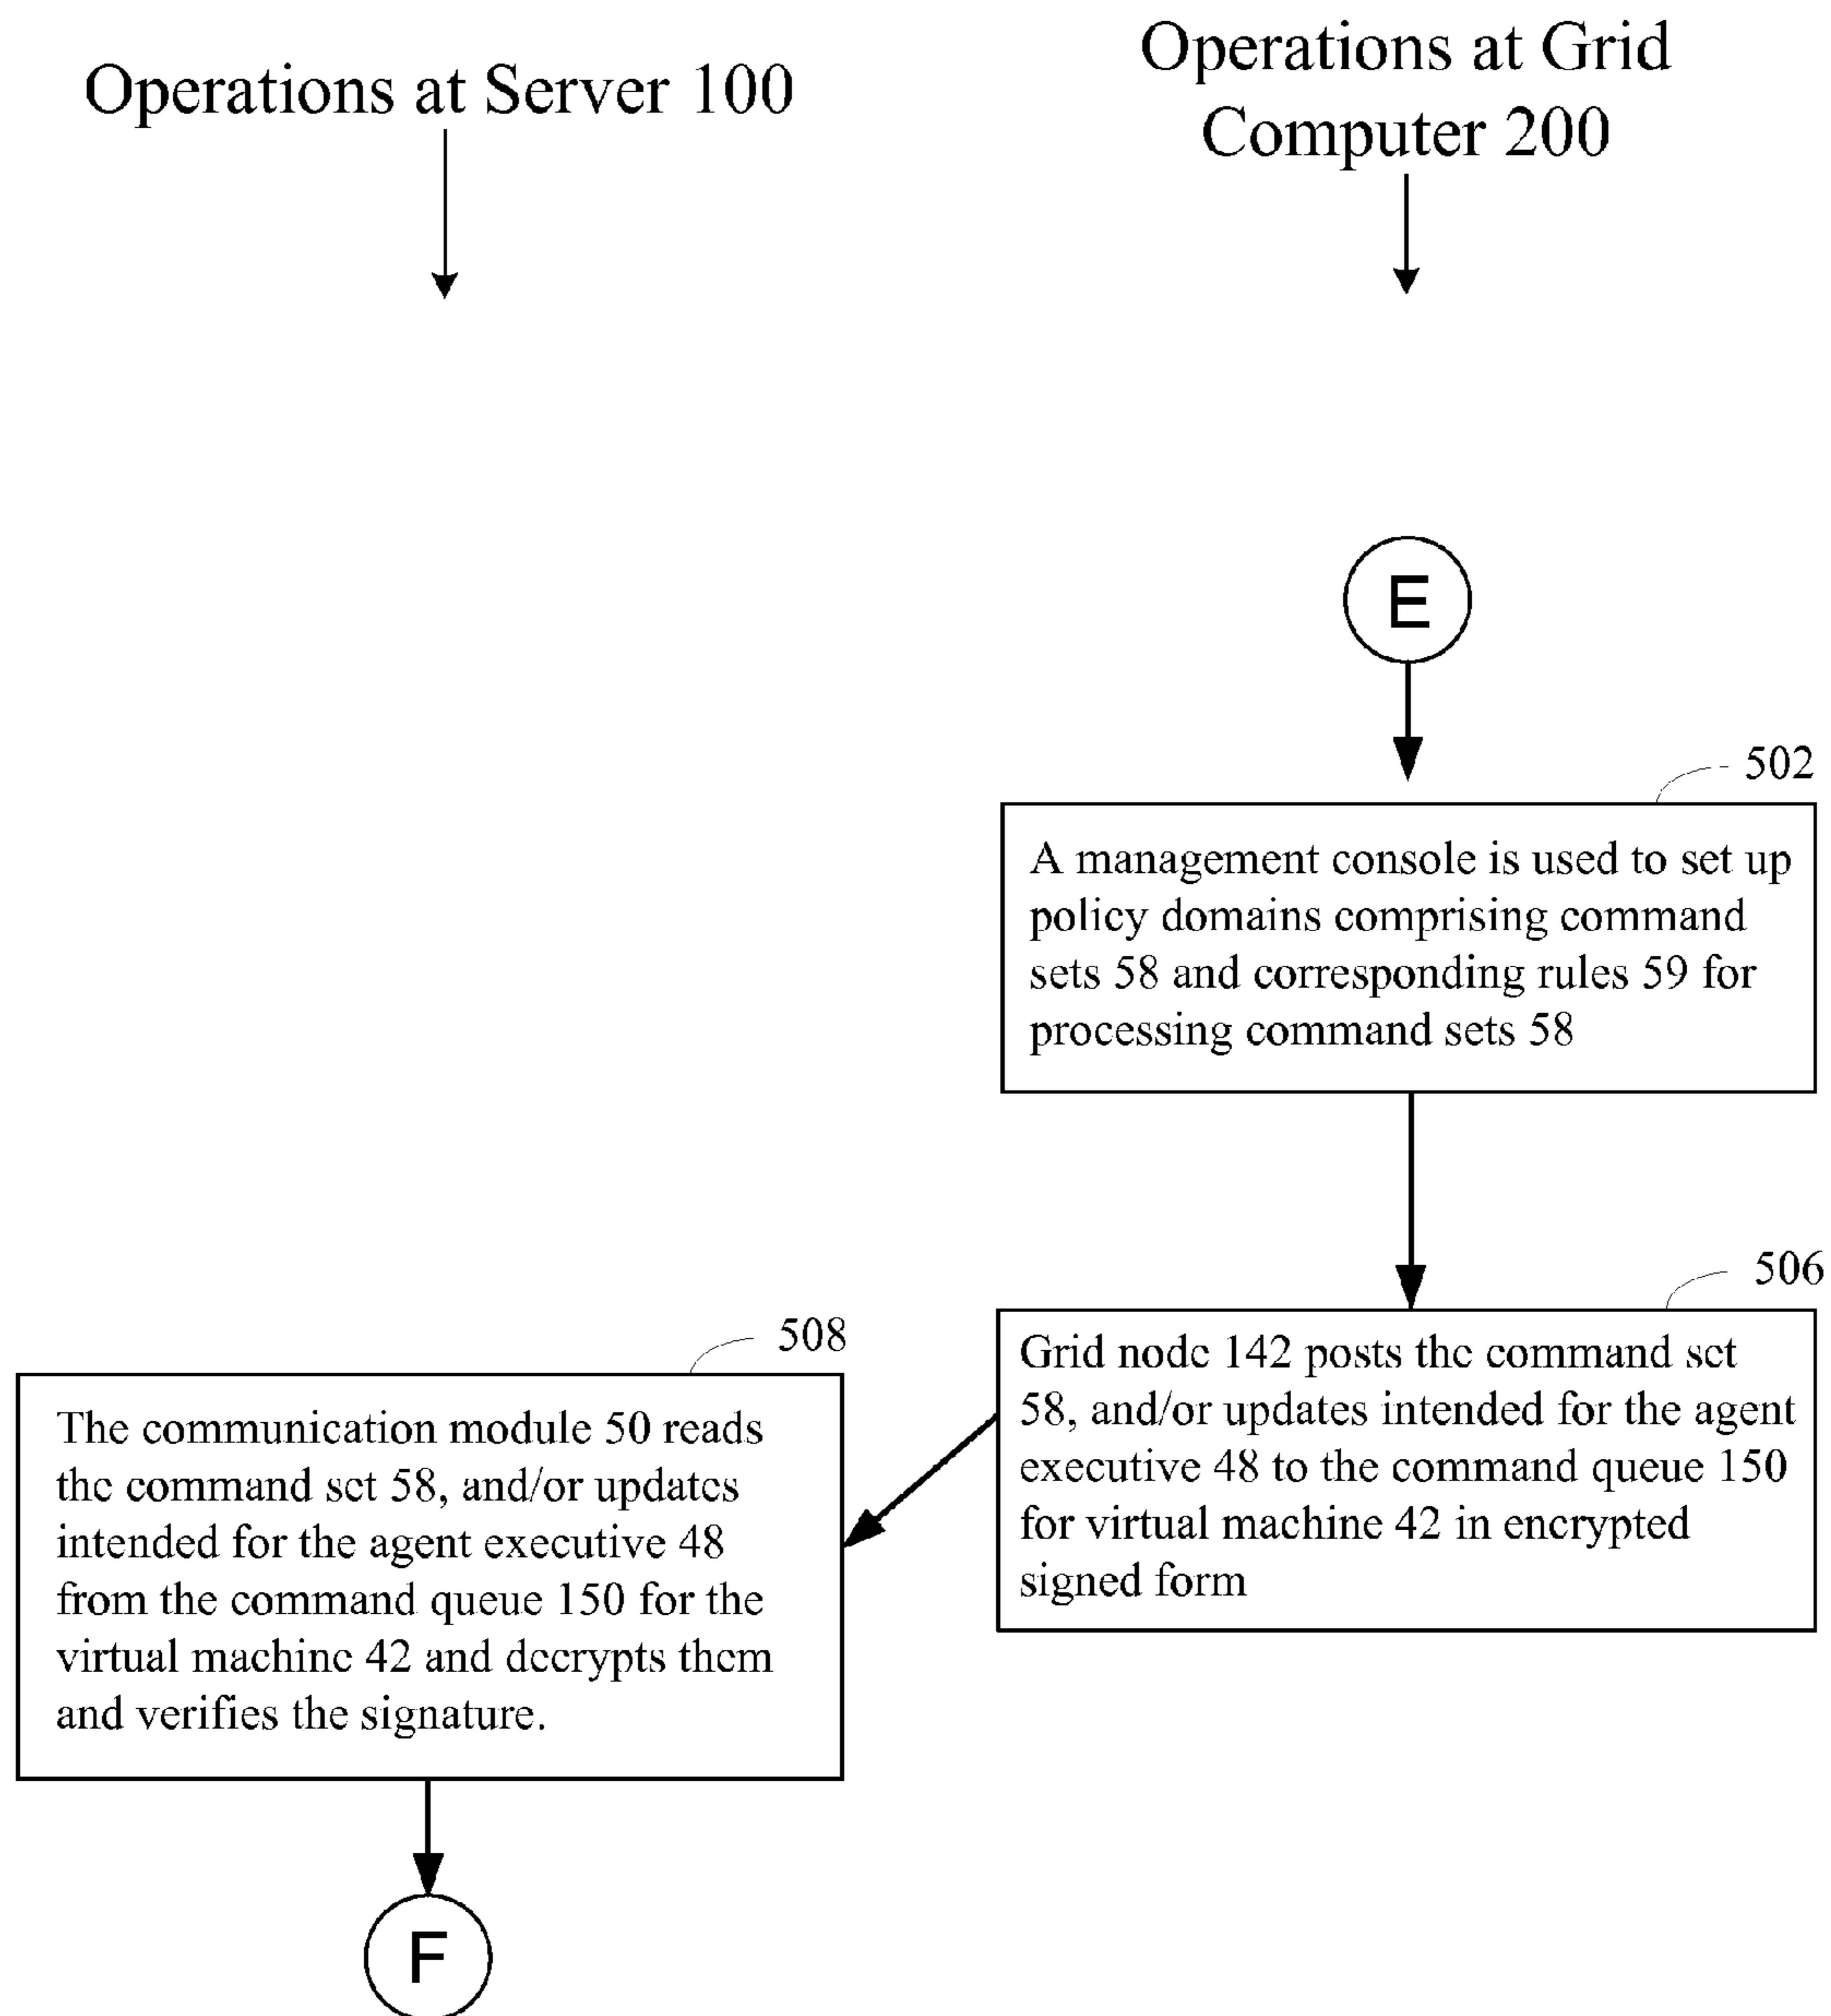 Operations at Server 100
Operations at Grid
Computer 200
E
502
A management console is used to set up
policy domains comprising command
sets 58 and corresponding rules 59 for
processing command sets 58
506
Grid node 142 posts the command set
58, and/or updates intended for the agent
executive 48 to the command queue 150
for virtual machine 42 in encrypted
signed form
508
The communication module 50 reads
the command set 58, and/or updates
intended for the agent executive 48
from the command queue 150 for the
virtual machine 42 and decrypts them
and verifies the signature.
F